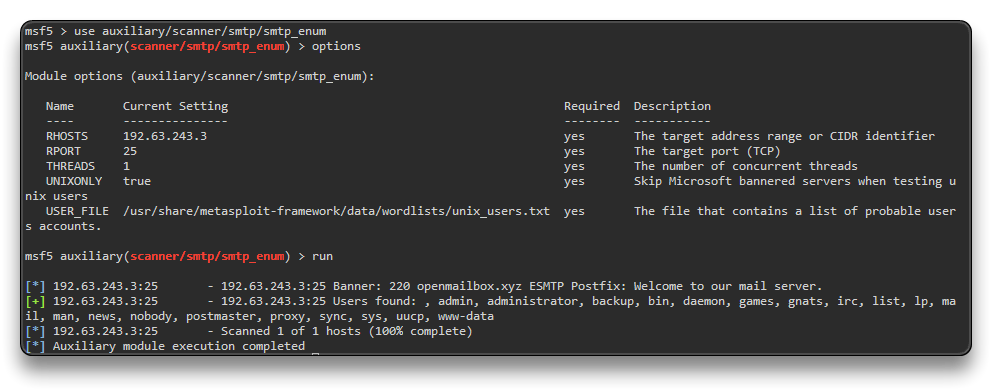 msf5 > use auxiliary/scanner/smtp/smtp_enum
msf5 auxiliary(scanner/smtp/smtp_enum) > options
Module options (auxiliary/scanner/smtp/smtp_enum):
Name       Current Setting                                                Required  Description
----       ---------------                                                --------  -----------
RHOSTS     192.63.243.3                                                   yes       The target address range or CIDR identifier
RPORT      25                                                             yes       The target port (TCP)
THREADS    1                                                              yes       The number of concurrent threads
UNIXONLY   true                                                           yes       Skip Microsoft bannered servers when testing u
nix users
USER_FILE  /usr/share/metasploit-framework/data/wordlists/unix_users.txt  yes       The file that contains a list of probable user
s accounts.
msf5 auxiliary(scanner/smtp/smtp_enum) > run
[*] 192.63.243.3:25       - 192.63.243.3:25 Banner: 220 openmailbox.xyz ESMTP Postfix: Welcome to our mail server.
[+] 192.63.243.3:25       - 192.63.243.3:25 Users found: , admin, administrator, backup, bin, daemon, games, gnats, irc, list, lp, ma
il, man, news, nobody, postmaster, proxy, sync, sys, uucp, www-data
[*] 192.63.243.3:25       - Scanned 1 of 1 hosts (100% complete)
[*] Auxiliary module execution completed